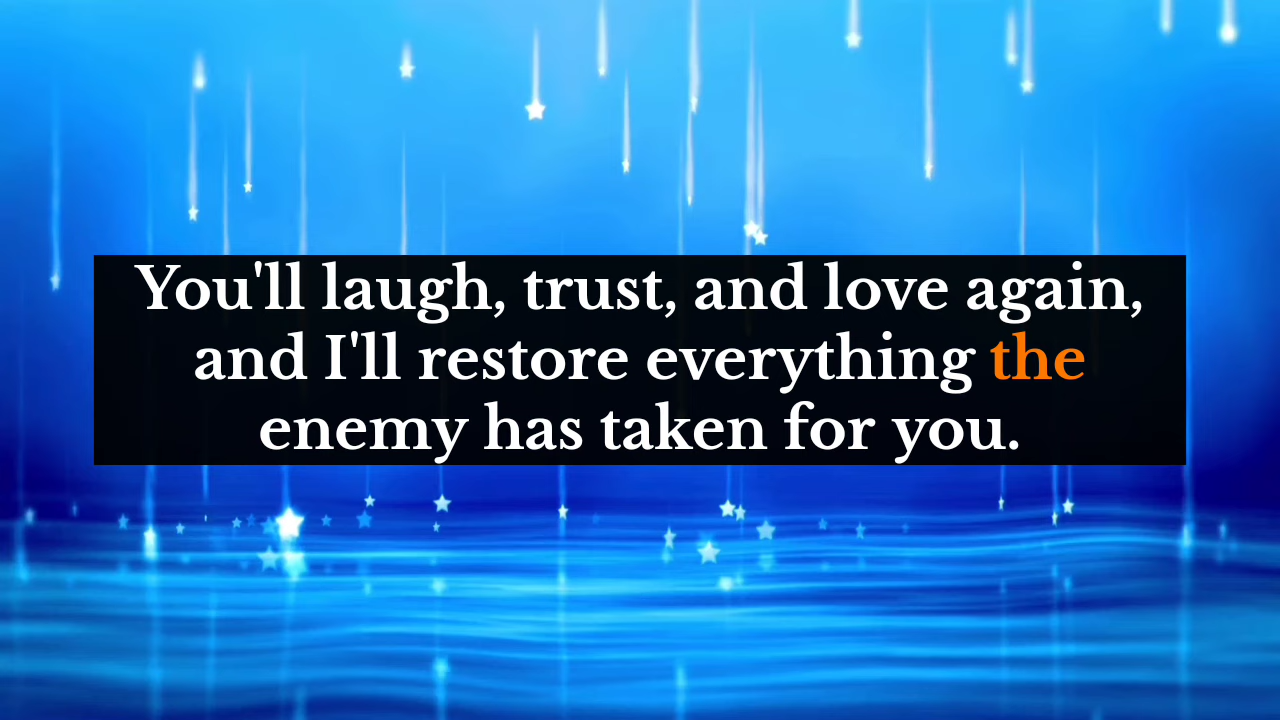 You'll laugh, trust, and love again,
and I'll restore everything the
enemy has taken for you.